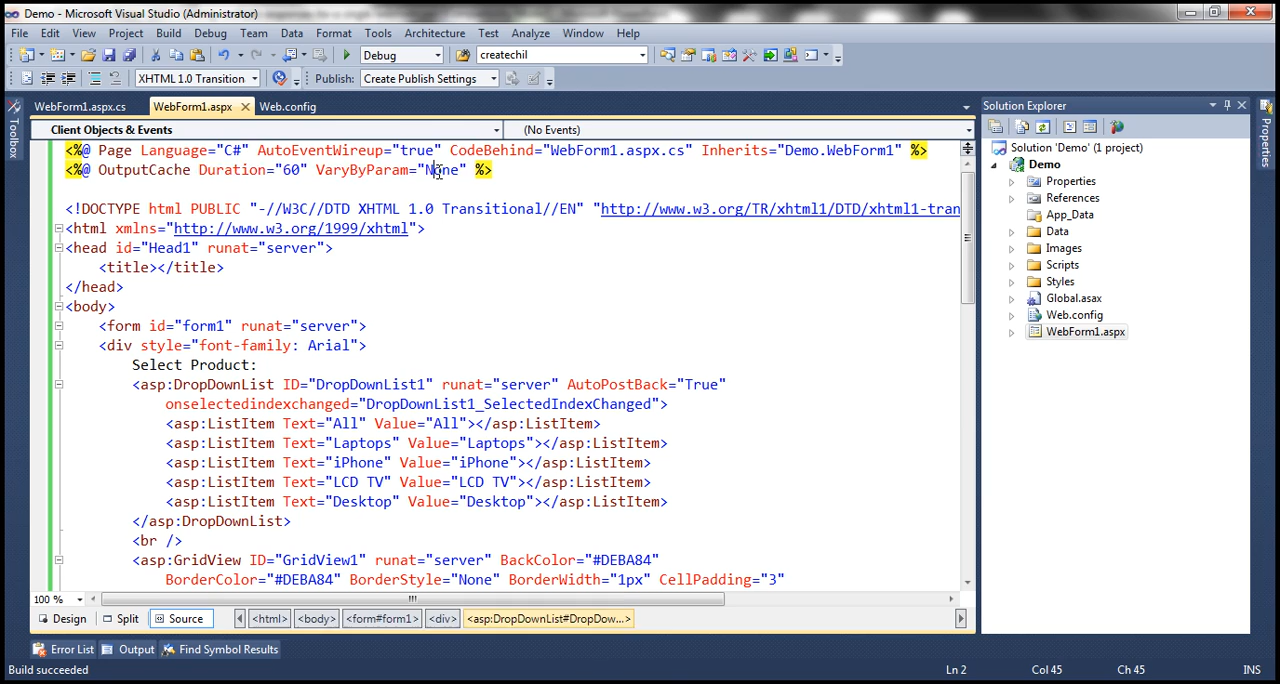 Demo - Microsoft Visual Studio (Administrator)
File Edit View Project Build Debug Team Data Format Tools Architecture Test Analyze Window Help
Debug createchil
XHTML 1.0 Transition Publish: Create Publish Settings
WebForm1.aspx.cs WebForm1.aspx Web.config
Client Objects & Events (No Events)
<%@ Page Language="C#" AutoEventWireup="true" CodeBehind="WebForm1.aspx.cs" Inherits="Demo.WebForm1" %>
<%@ OutputCache Duration="60" VaryByParam="None" %>
<!DOCTYPE html PUBLIC "-//W3C//DTD XHTML 1.0 Transitional//EN" "http://www.w3.org/TR/xhtml1/DTD/xhtml1-tran
<html xmlns="http://www.w3.org/1999/xhtml">
<head id="Head1" runat="server">
<title></title>
</head>
<body>
<form id="form1" runat="server">
<div style="font-family: Arial">
Select Product:
<asp:DropDownList ID="DropDownList1" runat="server" AutoPostBack="True"
onselectedindexchanged="DropDownList1_SelectedIndexChanged">
<asp:ListItem Text="All" Value="All"></asp:ListItem>
<asp:ListItem Text="Laptops" Value="Laptops"></asp:ListItem>
<asp:ListItem Text="iPhone" Value="iPhone"></asp:ListItem>
<asp:ListItem Text="LCD TV" Value="LCD TV"></asp:ListItem>
<asp:ListItem Text="Desktop" Value="Desktop"></asp:ListItem>
</asp:DropDownList>
<br />
<asp:GridView ID="GridView1" runat="server" BackColor="#DEBA84"
BorderColor="#DEBA84" BorderStyle="None" BorderWidth="1px" CellPadding="3"
100 %
Design Split Source <html> <body> <form#form1> <div> <asp:DropDownList#DropDow...>
Error List Output Find Symbol Results
Build succeeded Ln 2 Col 45 Ch 45 INS
Toolbox
Solution Explorer
Solution 'Demo' (1 project)
Demo
Properties
References
App_Data
Data
Images
Scripts
Styles
Global.asax
Web.config
WebForm1.aspx
Properties